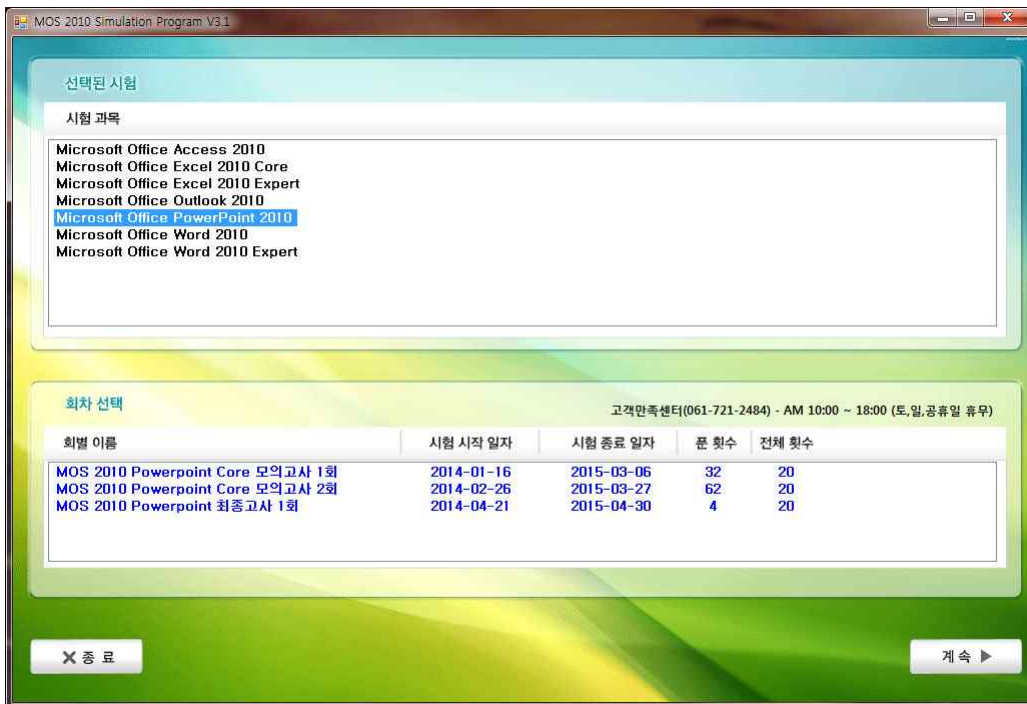 MOS 2010 Simulation Program V3.1
선택된 시험
시험 과목
Microsoft Office Access 2010
Microsoft Office Excel 2010 Core
Microsoft Office Excel 2010 Expert
Microsoft Office Outlook 2010
Microsoft Office PowerPoint 2010
Microsoft Office Word 2010
Microsoft Office Word 2010 Expert
회차 선택
고객만족센터(061-721-2484) - AM 10:00 ~ 18:00 (토,일,공휴일 휴무)
회별 이름 시험 시작 일자 시험 종료 일자 푼 횟수 전체 횟수
MOS 2010 Powerpoint Core 모의고사 1회 2014-01-16 2015-03-06 32 20
MOS 2010 Powerpoint Core 모의고사 2회 2014-02-26 2015-03-27 62 20
MOS 2010 Powerpoint 최종고사 1회 2014-04-21 2015-04-30 4 20
종 료
계 속